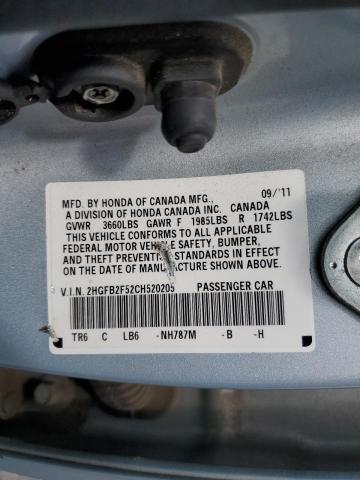 MFD. BY HONDA OF CANADA MFG., 09/'11
A DIVISION OF HONDA CANADA INC. CANADA
GVWR 3660LBS GAWR F 1985LBS R 1742LBS
THIS VEHICLE CONFORMS TO ALL APPLICABLE
FEDERAL MOTOR VEHICLE SAFETY, BUMPER,
AND THEFT PREVENTION STANDARDS IN EFFECT
ON THE DATE OF MANUFACTURE SHOWN ABOVE.
V.I.N. 2HGFB2F52CH520205 PASSENGER CAR
TR6 C LB6 -NH787M -B -H